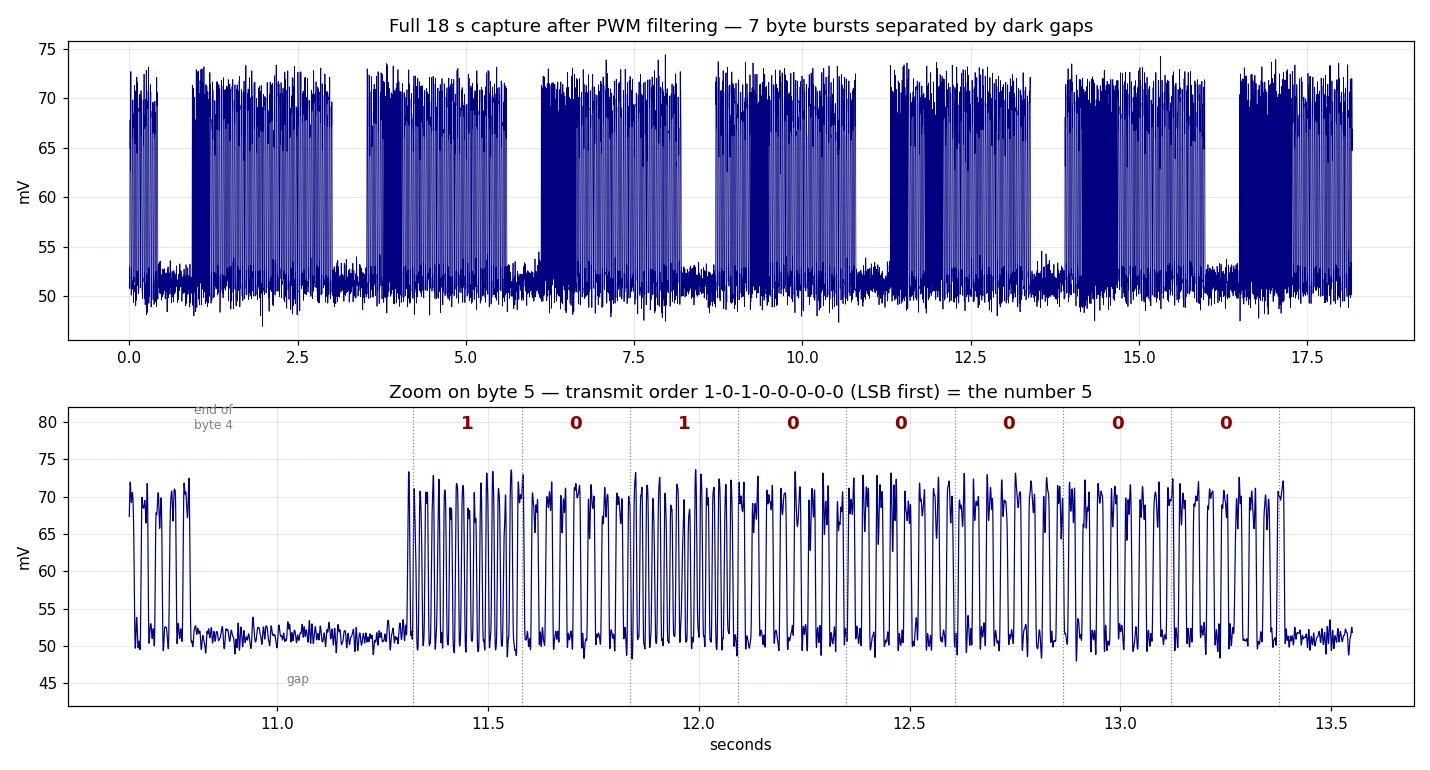 Full 18 s capture after PWM filtering — 7 byte bursts separated by dark gaps
75
70
65
60
55
50
mV
0.0 2.5 5.0 7.5 10.0 12.5 15.0 17.5
Zoom on byte 5 — transmit order 1-0-1-0-0-0-0-0 (LSB first) = the number 5
end of
byte 4
1 0 1 0 0 0 0 0
80
75
70
65
60
55
50
45
mV
gap
11.0 11.5 12.0 12.5 13.0 13.5
seconds